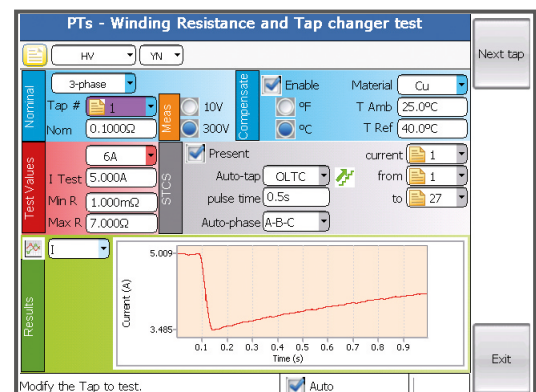 PTs - Winding Resistance and Tap changer test
Next tap
HV YN
Nominal
3-phase
Tap # 1
Nom 0.1000Ω
Meas
10V
300V
Compensate
Enable Material Cu
ºF T Amb 25.0ºC
ºC T Ref 40.0ºC
Test Values
6A
I Test 5.000A
Min R 1.000mΩ
Max R 7.000Ω
STCS
Present current 1
Auto-tap OLTC from 1
pulse time 0.5s to 27
Auto-phase A-B-C
Results
I
5.009
Current (A)
3.485
0.1 0.2 0.3 0.4 0.5 0.6 0.7 0.8 0.9
Time (s)
Exit
Modify the Tap to test. Auto